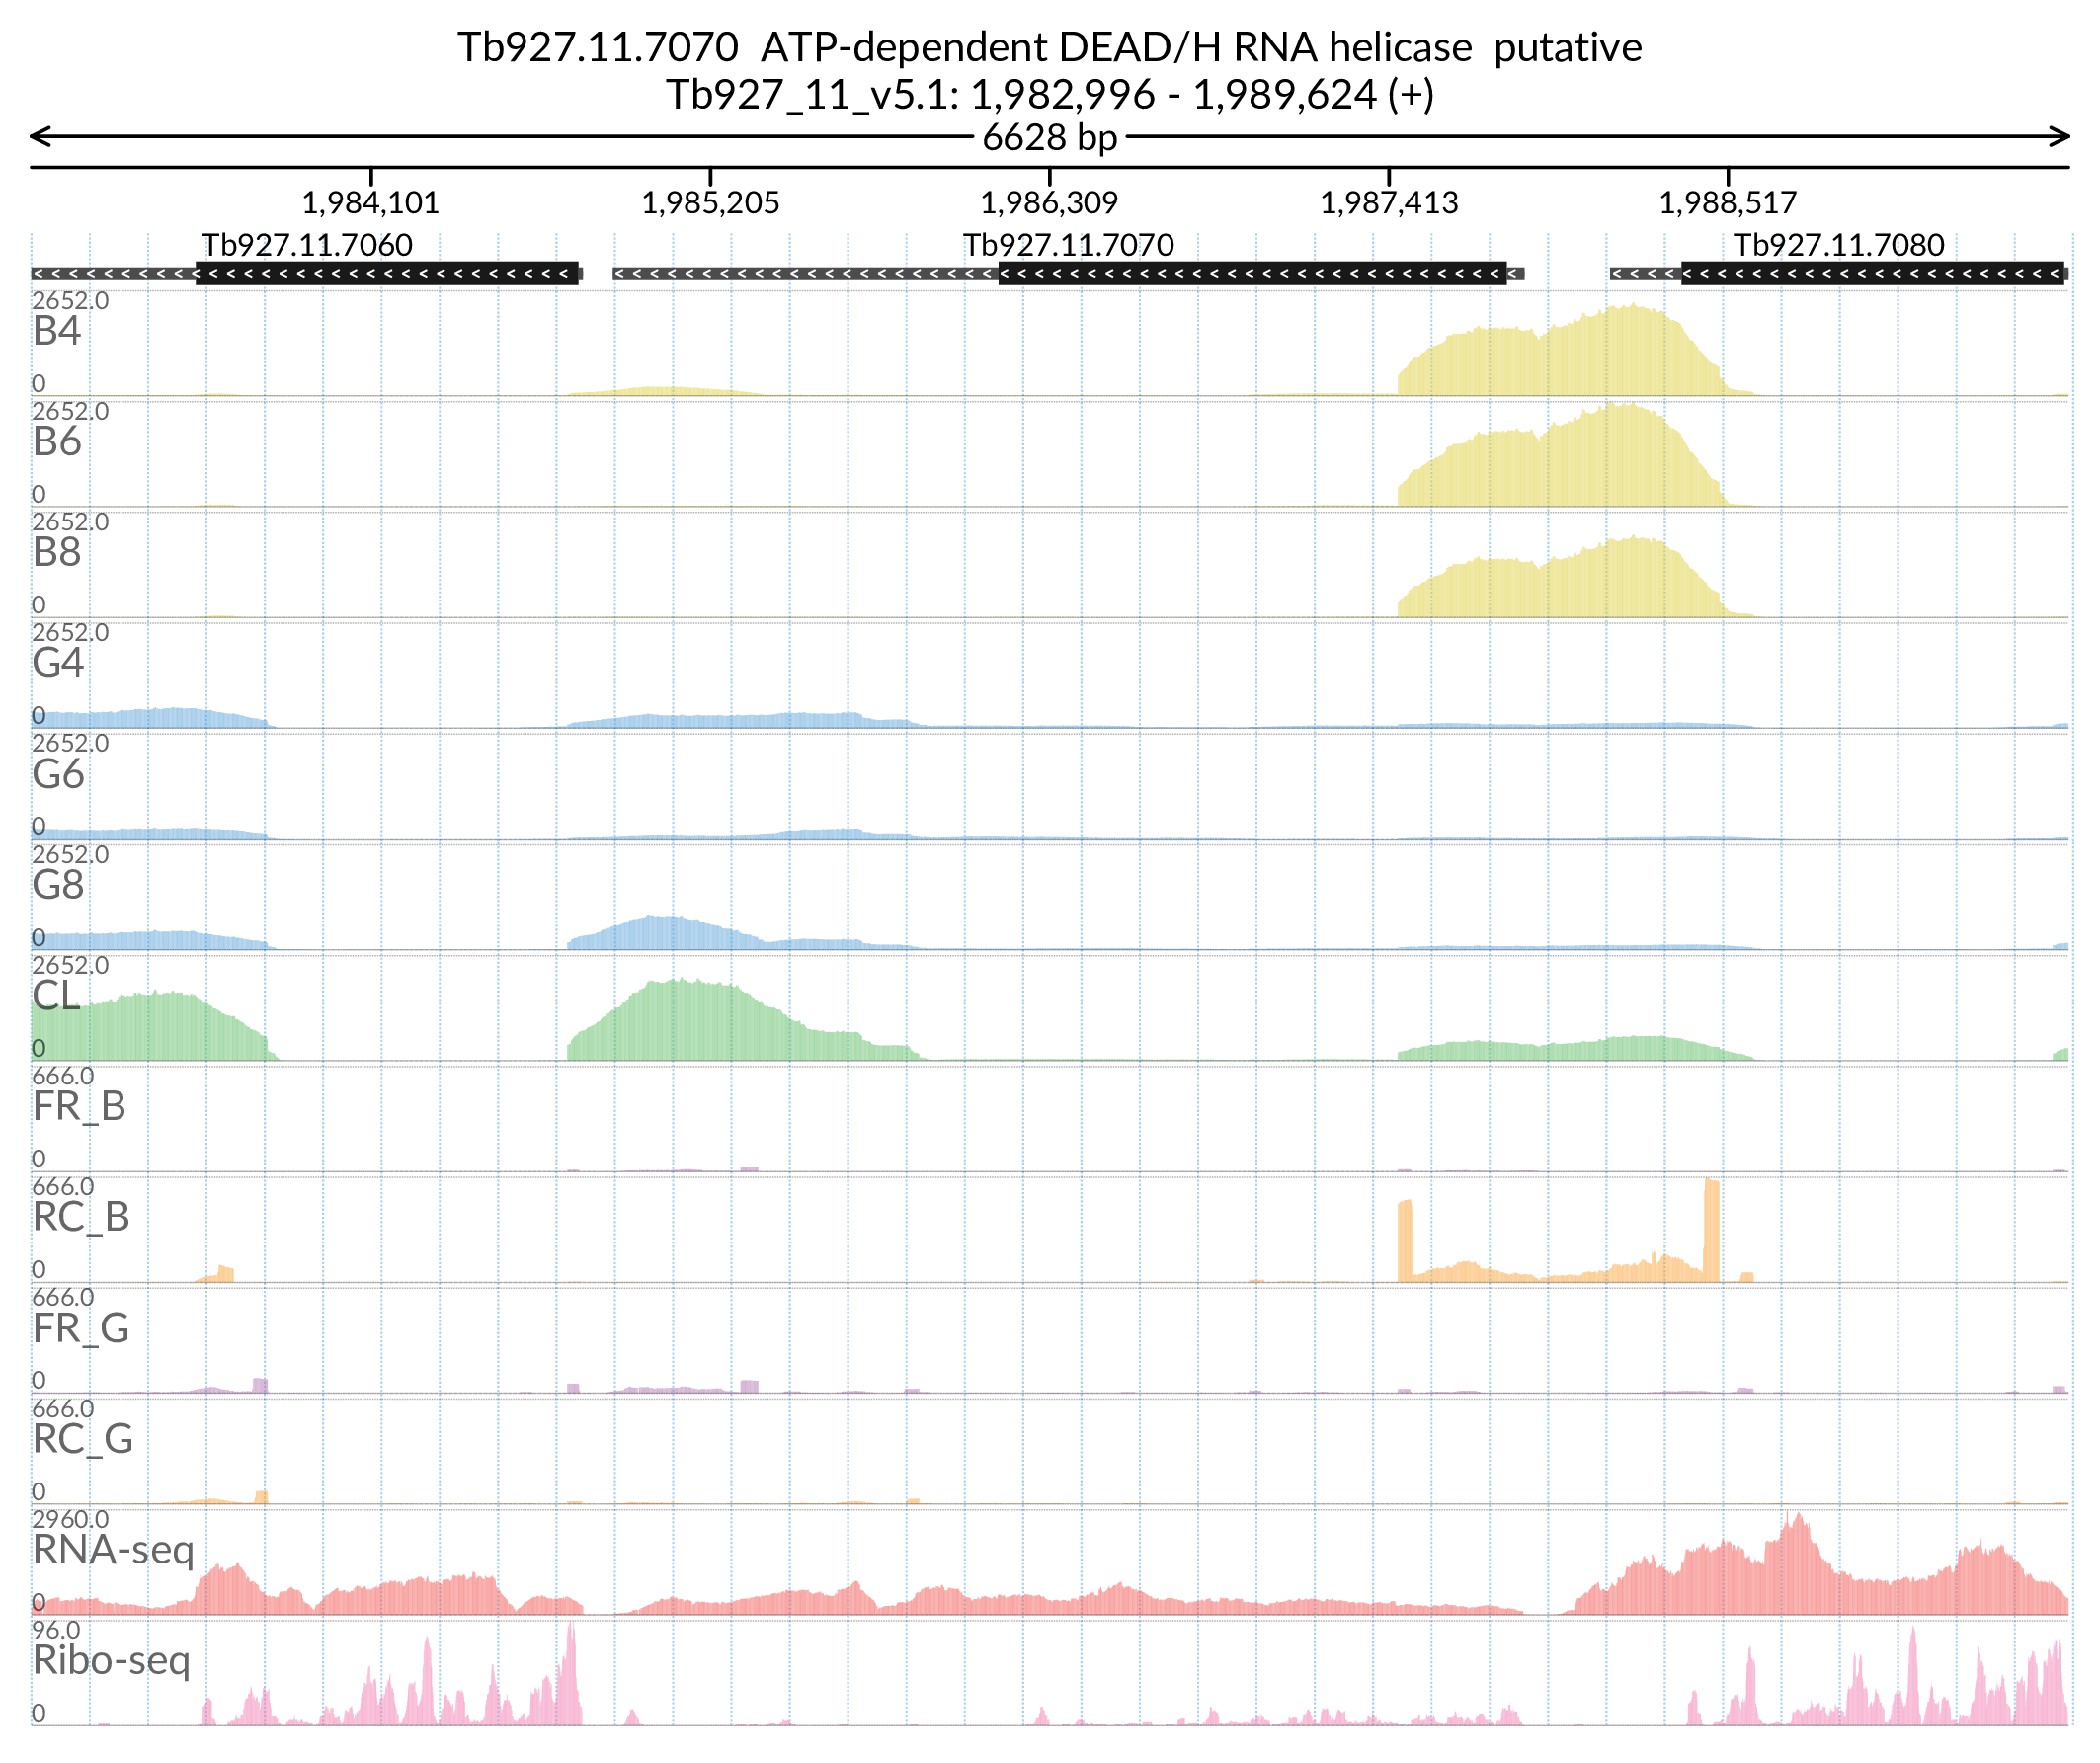 Tb927.11.7070  ATP-dependent DEAD/H RNA helicase  putative
Tb927_11_v5.1: 1,982,996 - 1,989,624 (+)
6628 bp
1,984,101 1,985,205 1,986,309 1,987,413 1,988,517
Tb927.11.7060 Tb927.11.7070 Tb927.11.7080
2652.0
B4
0
2652.0
B6
0
2652.0
B8
0
2652.0
G4
0
2652.0
G6
0
2652.0
G8
0
2652.0
CL
0
666.0
FR_B
0
666.0
RC_B
0
666.0
FR_G
0
666.0
RC_G
0
2960.0
RNA-seq
0
96.0
Ribo-seq
0